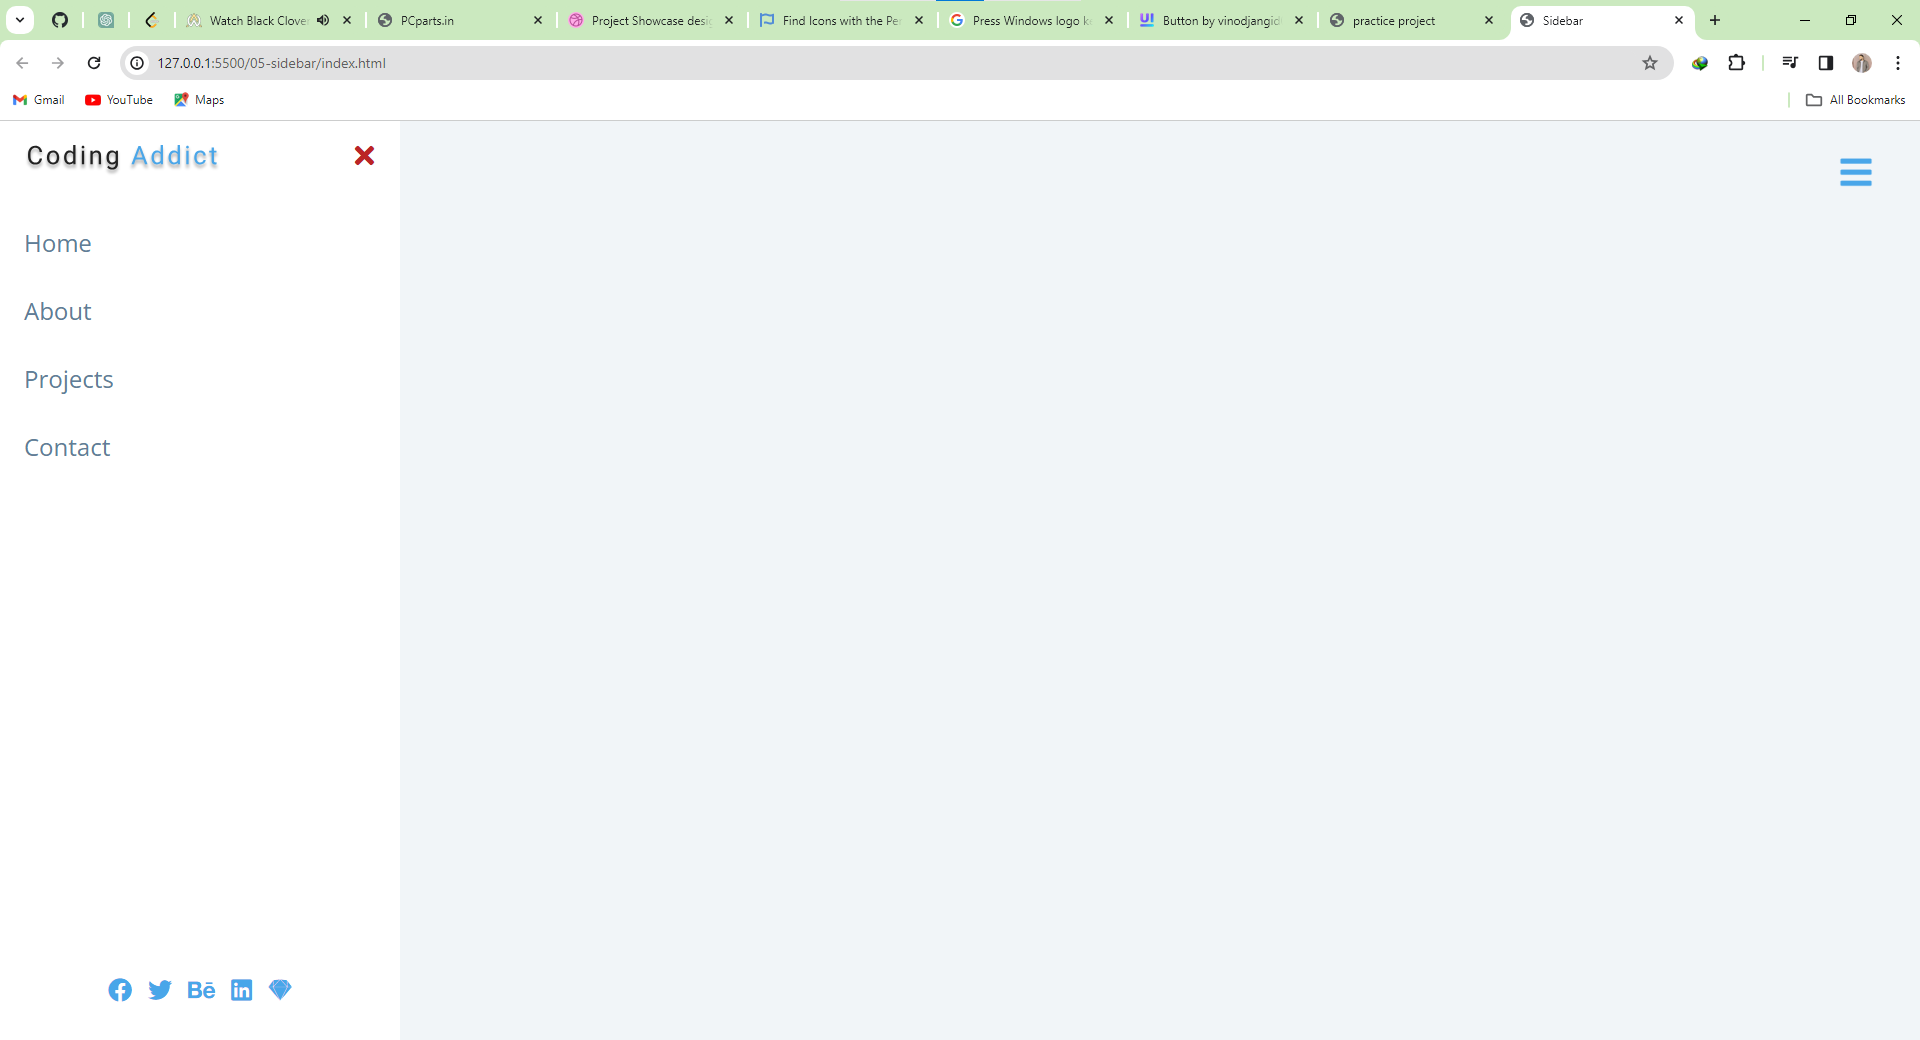 Watch Black Clover
PCparts.in
Project Showcase desi
Find Icons with the Per
Press Windows logo k
Button by vinodjangid
practice project
Sidebar
127.0.0.1:5500/05-sidebar/index.html
Gmail
YouTube
Maps
All Bookmarks
Coding Addict
Home
About
Projects
Contact